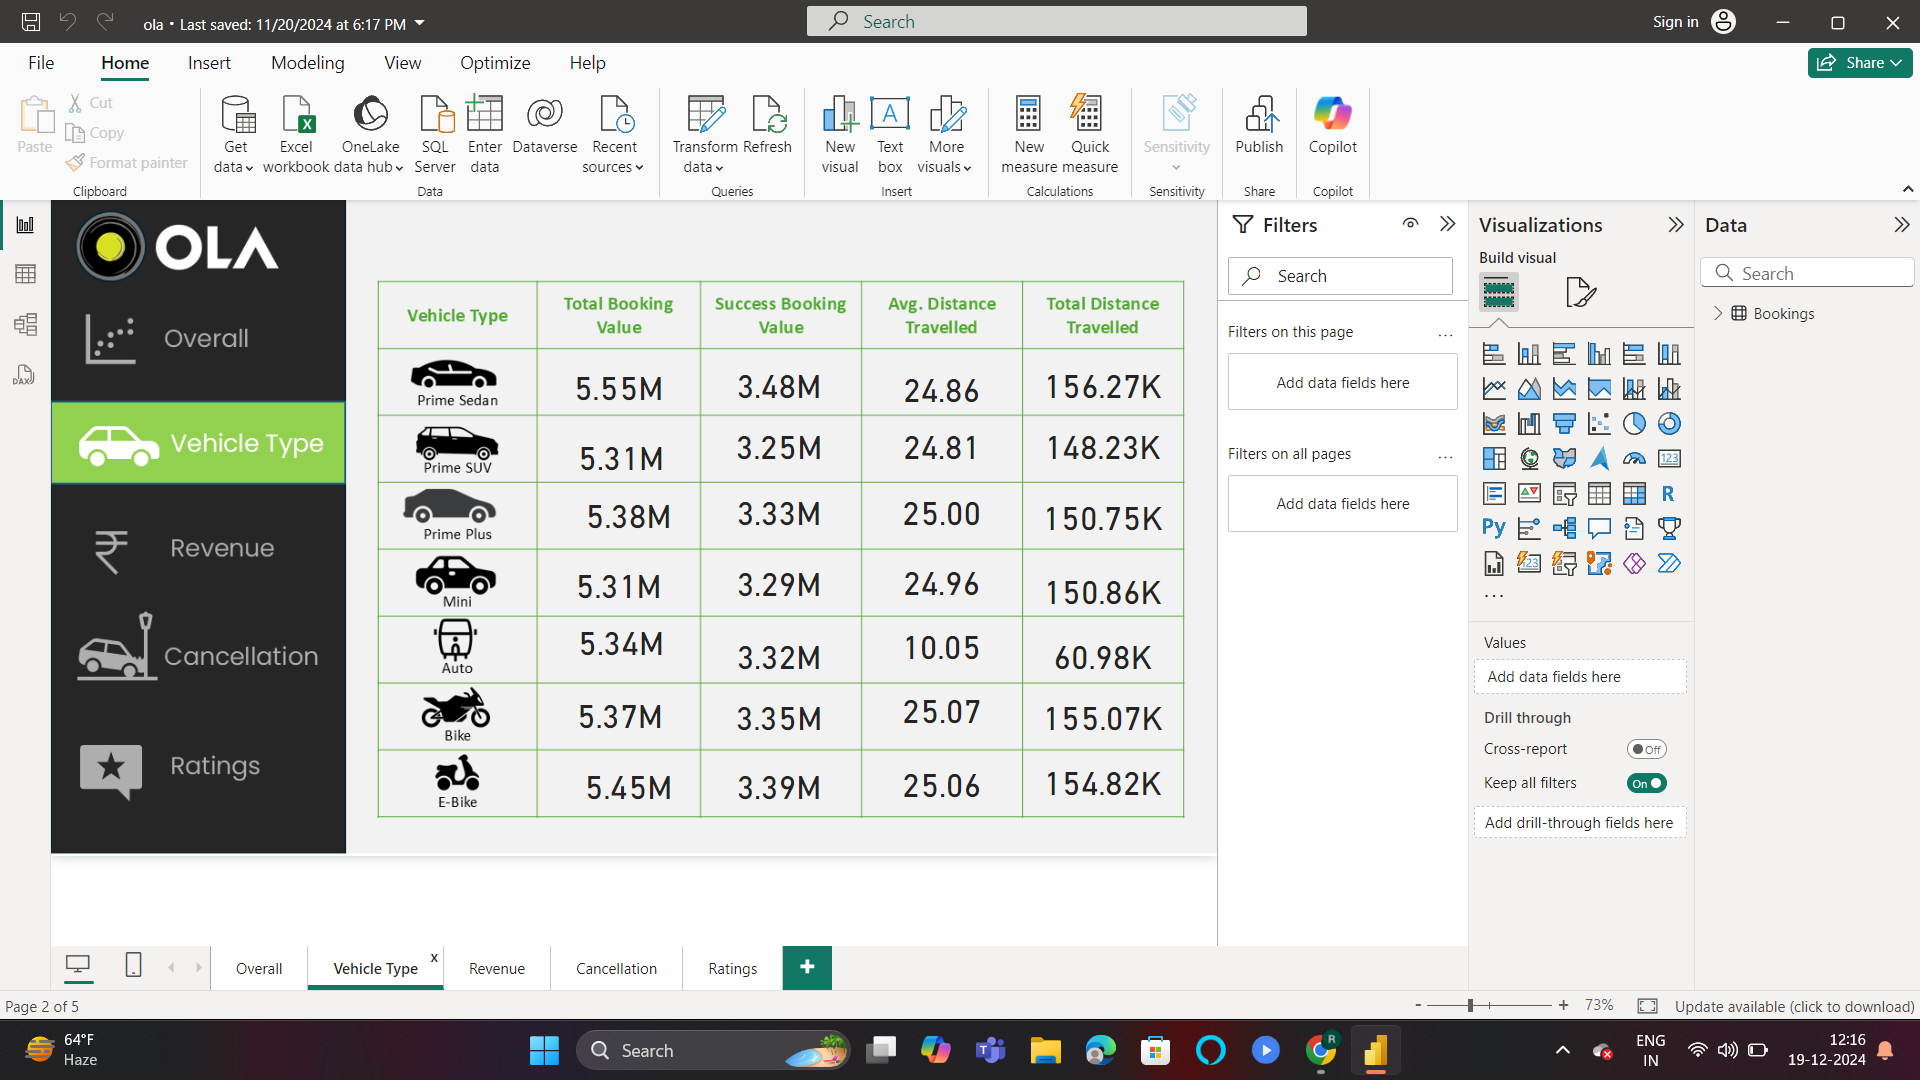 ola • Last saved: 11/20/2024 at 6:17 PM
Search
Sign in
File Home Insert Modeling View Optimize Help
Share
Paste
Cut
Copy
Format painter
Clipboard
Get data
Excel workbook
OneLake data hub
SQL Server
Enter data
Dataverse
Recent sources
Data
Transform data
Refresh
Queries
New visual
Text box
More visuals
Insert
New measure
Quick measure
Calculations
Sensitivity
Sensitivity
Publish
Share
Copilot
Copilot
DAX
OLA
Overall
Vehicle Type
Revenue
Cancellation
Ratings
Vehicle Type Total Booking Value Success Booking Value Avg. Distance Travelled Total Distance Travelled
Prime Sedan 5.55M 3.48M 24.86 156.27K
Prime SUV 5.31M 3.25M 24.81 148.23K
Prime Plus 5.38M 3.33M 25.00 150.75K
Mini 5.31M 3.29M 24.96 150.86K
Auto 5.34M 3.32M 10.05 60.98K
Bike 5.37M 3.35M 25.07 155.07K
E-Bike 5.45M 3.39M 25.06 154.82K
Filters
Search
Filters on this page ...
Add data fields here
Filters on all pages ...
Add data fields here
Visualizations
Build visual
123
R
Py
123
...
Values
Add data fields here
Drill through
Cross-report Off
Keep all filters On
Add drill-through fields here
Data
Search
Bookings
Overall Vehicle Type x Revenue Cancellation Ratings +
Page 2 of 5
- + 73% Update available (click to download)
64°F
Haze
Search
R
ENG
IN
12:16
19-12-2024